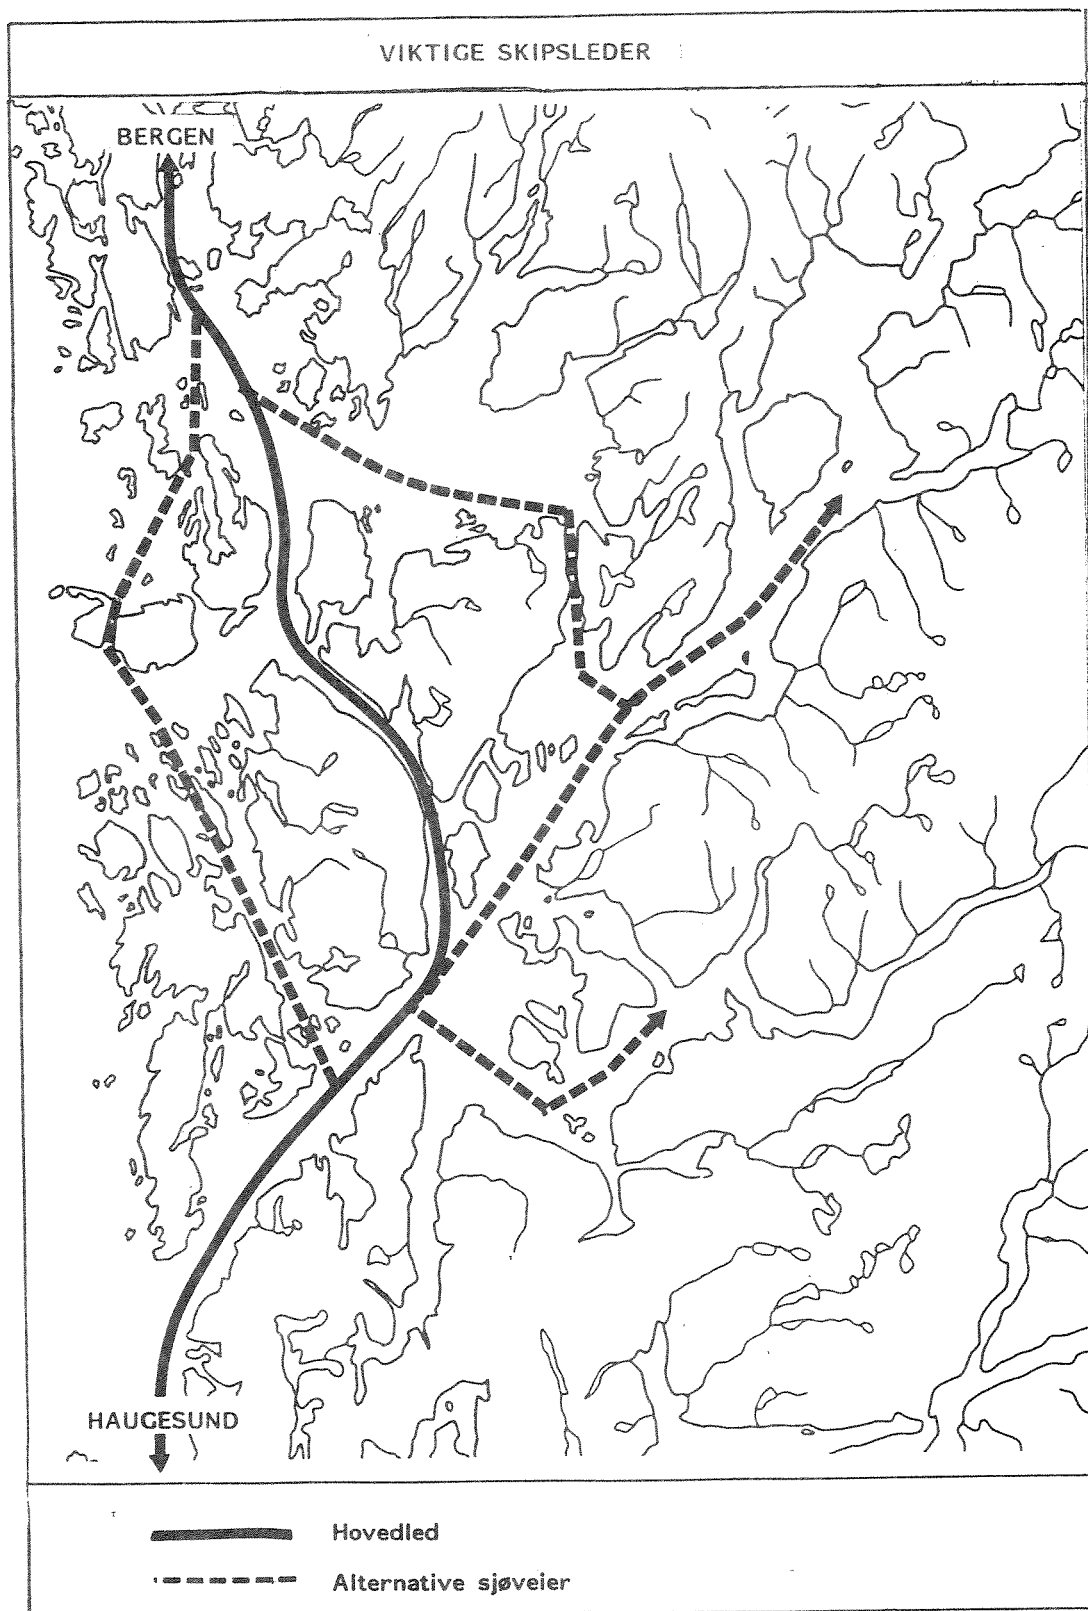 VIKTIGE SKIPSLEDER
BERGEN
HAUGESUND
Hovedled
Alternative sjøveier